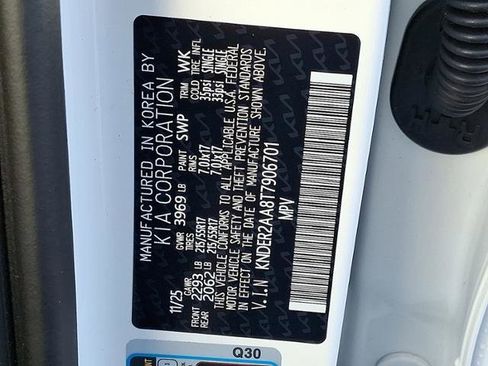 MANUFACTURED IN KOREA BY
KIA CORPORATION
11/25 GVWR 3969 LB PAINT SWP TRIM WK
GAWR RIMS COLD TIRE INFL
FRONT 2293 LB 215/55R17 7.0Jx17 35psi SINGLE
REAR 2062 LB 215/55R17 7.0Jx17 33psi SINGLE
THIS VEHICLE CONFORMS TO ALL APPLICABLE U.S.A. FEDERAL
MOTOR VEHICLE SAFETY AND THEFT PREVENTION STANDARDS
IN EFFECT ON THE DATE OF MANUFACTURE SHOWN ABOVE.
V.I.N KNDER2AA8T7906701
MPV
Q30